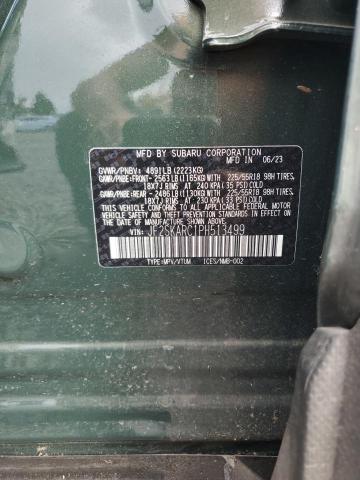 MFD BY SUBARU CORPORATION
IN 06/23
GVWR/PNBV: 4891LB(2223KG)
GAWR/PNBE:FRONT-2563LB(1165KG)WITH 225/55R18 98H TIRES,
18X7J RIMS AT 240 KPA(35 PSI)COLD
GAWR/PNBE:REAR -2486LB(1130KG)WITH 225/55R18 98H TIRES,
18X7J RIMS AT 230 KPA(33 PSI)COLD
THIS VEHICLE CONFORMS TO ALL APPLICABLE FEDERAL MOTOR
VEHICLE SAFETY, BUMPER, AND THEFT PREVENTION STANDARDS IN
EFFECT ON THE DATE OF MANUFACTURE SHOWN ABOVE.
JF2SKARC1PH513499
TYPE:MPV/VTUM ICES/NMB-002